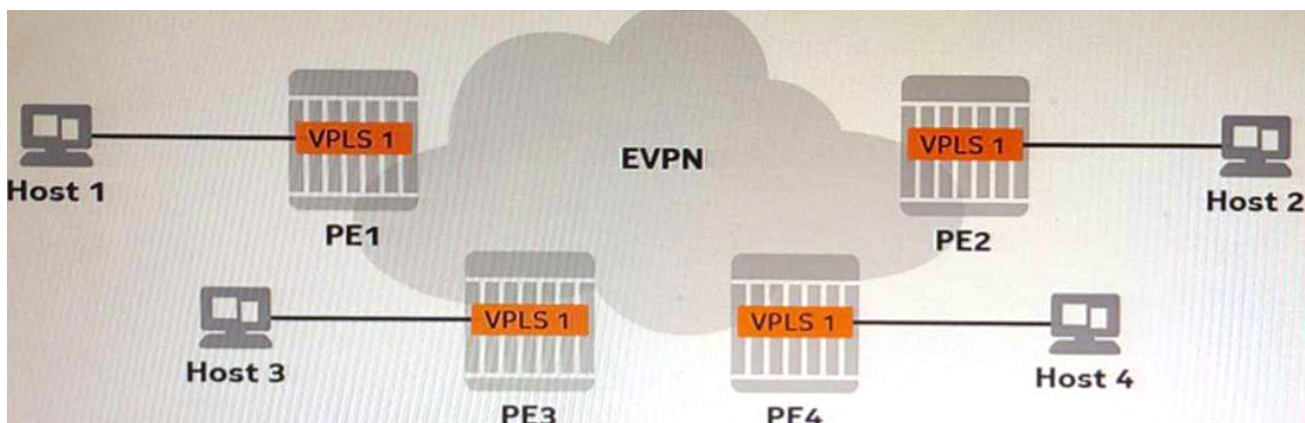 VPLS 1
VPLS 1
EVPN
Host 1
Host 2
PE1
PE2
VPLS 1
VPLS 1
Host 3
Host 4
PE3
PE4